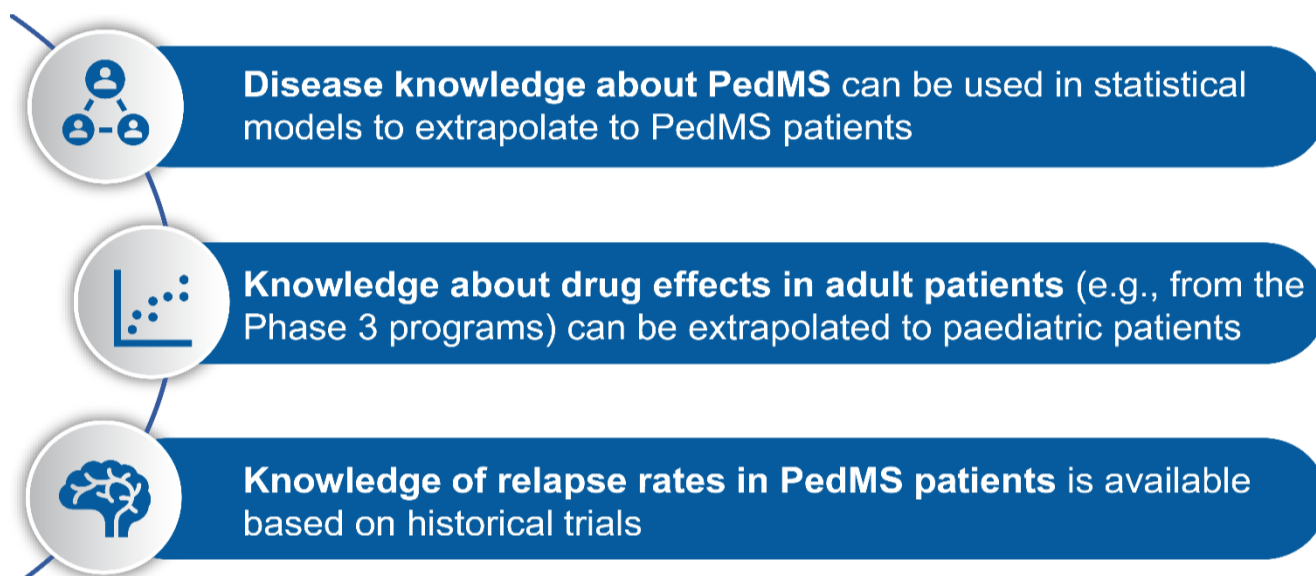 Disease knowledge about PedMS can be used in statistical
models to extrapolate to PedMS patients
Knowledge about drug effects in adult patients (e.g., from the
Phase 3 programs) can be extrapolated to paediatric patients
Knowledge of relapse rates in PedMS patients is available
based on historical trials